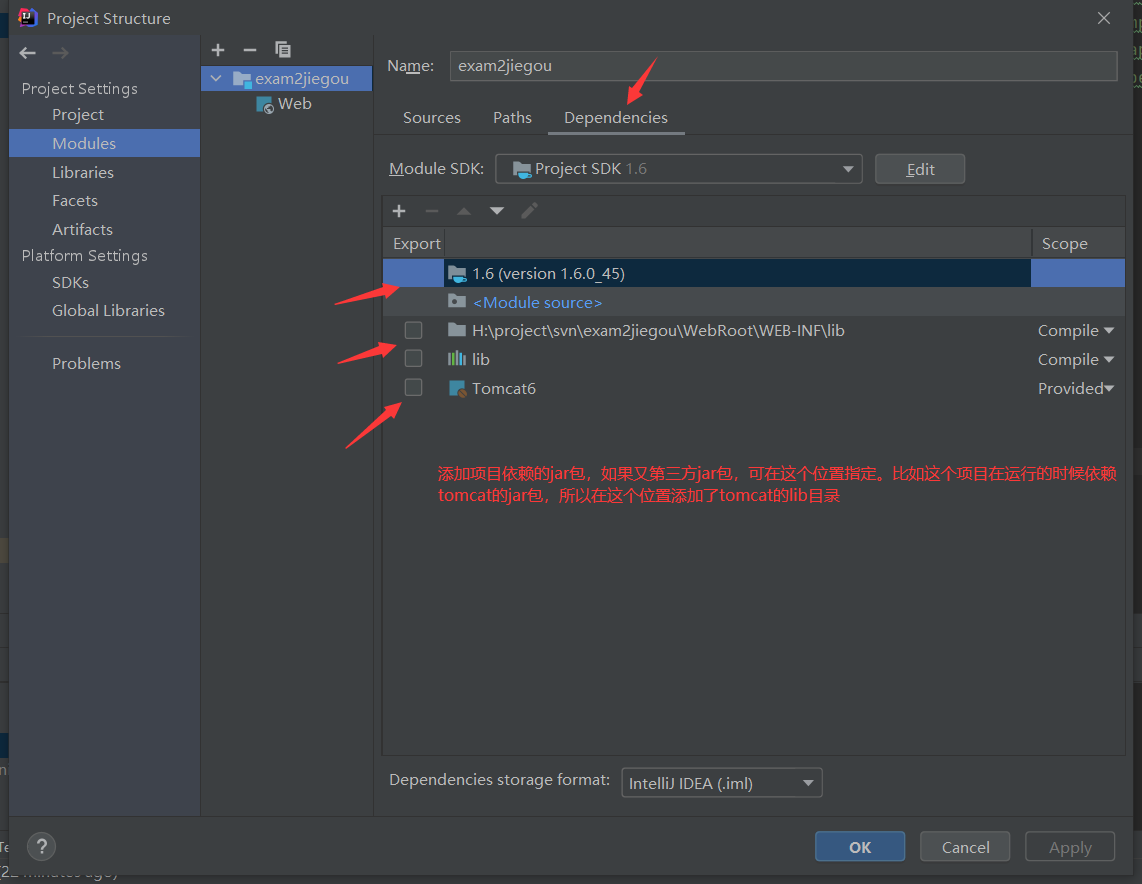 Project Structure
Project Settings
Project
Modules
Libraries
Facets
Artifacts
Platform Settings
SDKs
Global Libraries
Problems
exam2jiegou
Web
Name:
exam2jiegou
Sources
Paths
Dependencies
Module SDK:
Project SDK 1.6
Edit
Export
Scope
1.6 (version 1.6.0_45)
<Module source>
H:\project\svn\exam2jiegou\WebRoot\WEB-INF\lib
Compile
lib
Compile
Tomcat6
Provided
添加项目依赖的jar包，如果又第三方jar包，可在这个位置指定。比如这个项目在运行的时候依赖
tomcat的jar包，所以在这个位置添加了tomcat的lib目录
Dependencies storage format:
IntelliJ IDEA (.iml)
?
OK
Cancel
Apply